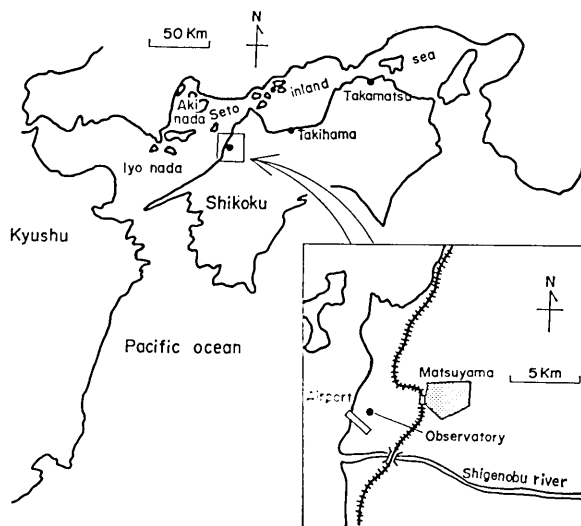 50 Km
N
sea
inland
Takamatsu
Aki
nada
Seto
Takihama
Iyo nada
Shikoku
Kyushu
N
Pacific ocean
Matsuyama
5 Km
Airport
Observatory
Shigenobu river